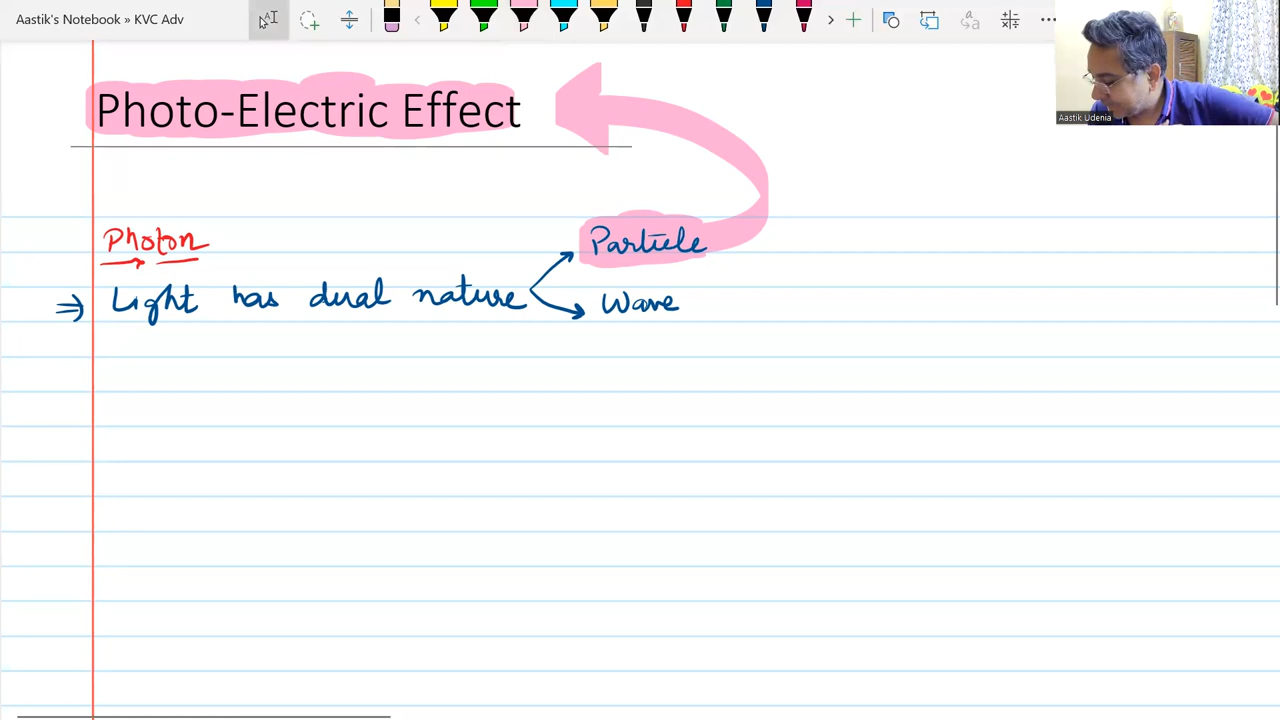 Aastik's Notebook » KVC Adv
Aastik Udenia
Photo-Electric Effect
Photon
Particle
⇒ Light has dual nature
Wave